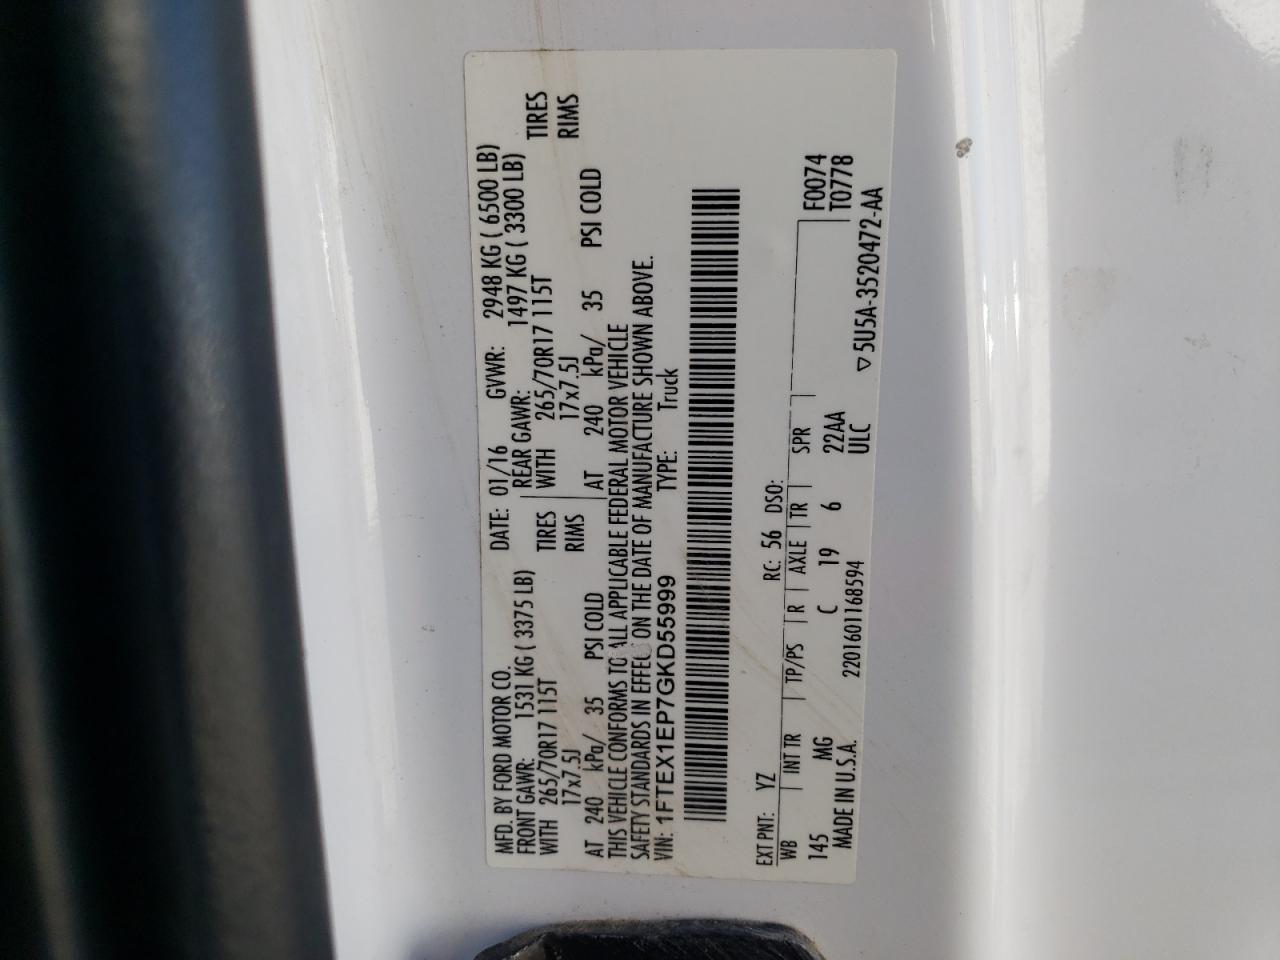 MFD. BY FORD MOTOR CO.
DATE: 01/16 GVWR: 2948 KG ( 6500 LB)
FRONT GAWR: 1531 KG ( 3375 LB) REAR GAWR: 1497 KG ( 3300 LB)
WITH 265/70R17 115T TIRES WITH 265/70R17 115T TIRES
17x7.5J RIMS 17x7.5J RIMS
AT 240 kPa/ 35 PSI COLD AT 240 kPa/ 35 PSI COLD
THIS VEHICLE CONFORMS TO ALL APPLICABLE FEDERAL MOTOR VEHICLE
SAFETY STANDARDS IN EFFECT ON THE DATE OF MANUFACTURE SHOWN ABOVE.
VIN: 1FTEX1EP7GKD55999 TYPE: Truck
EXT PNT: YZ RC: 56 DSO:
WB INT TR TP/PS R AXLE TR SPR F0074
145 MG C 19 6 22AA T0778
MADE IN U.S.A. 2201601168594 ULC
▽5U5A-3520472-AA